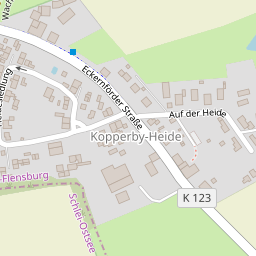 Eckernförder Straße
Auf der Heide
Kopperby-Heide
K 123
Flensburg
Schlei-Ostsee